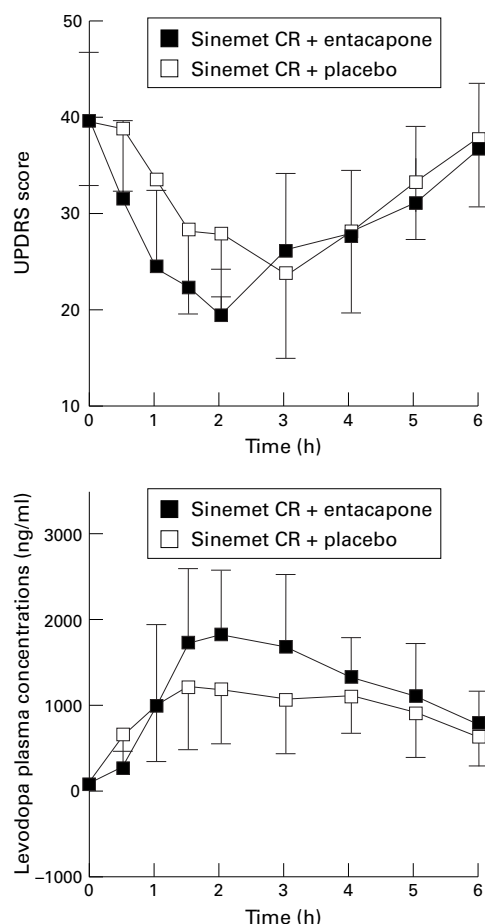 50
Sinemet CR + entacapone
Sinemet CR + placebo
40
30
20
10
UPDRS score
0 1 2 3 4 5 6
Time (h)
Sinemet CR + entacapone
Sinemet CR + placebo
3000
2000
1000
0
–1000
Levodopa plasma concentrations (ng/ml)
0 1 2 3 4 5 6
Time (h)